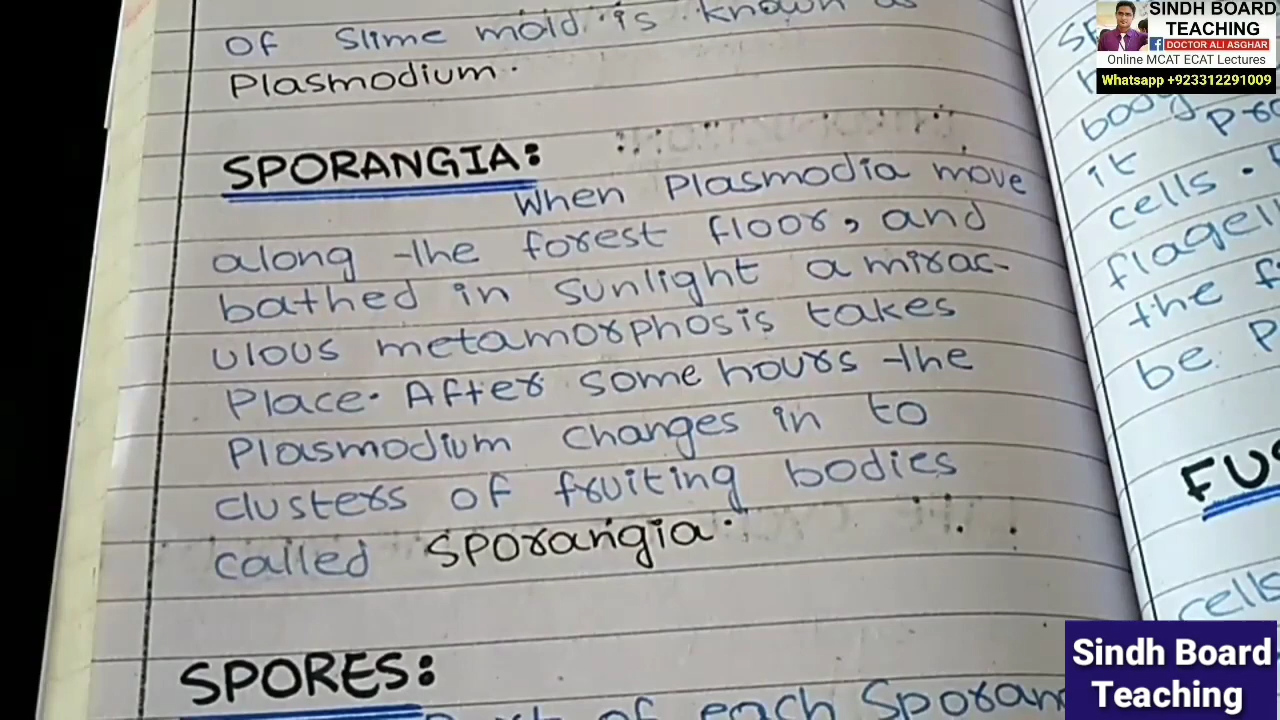 of Slime mold is known as
Plasmodium.
SPORANGIA:
When Plasmodia move
along the forest floor, and
bathed in sunlight a mirac-
ulous metamorphosis takes
Place. After some hours the
Plasmodium changes in to
clusters of fruiting bodies
called Sporangia.
SPORES:
of each Sporan
body
it
cells.
the
be
cells
SINDH BOARD
TEACHING
DOCTOR ALI ASGHAR
Online MCAT ECAT Lectures
Whatsapp +923312291009
Sindh Board
Teaching